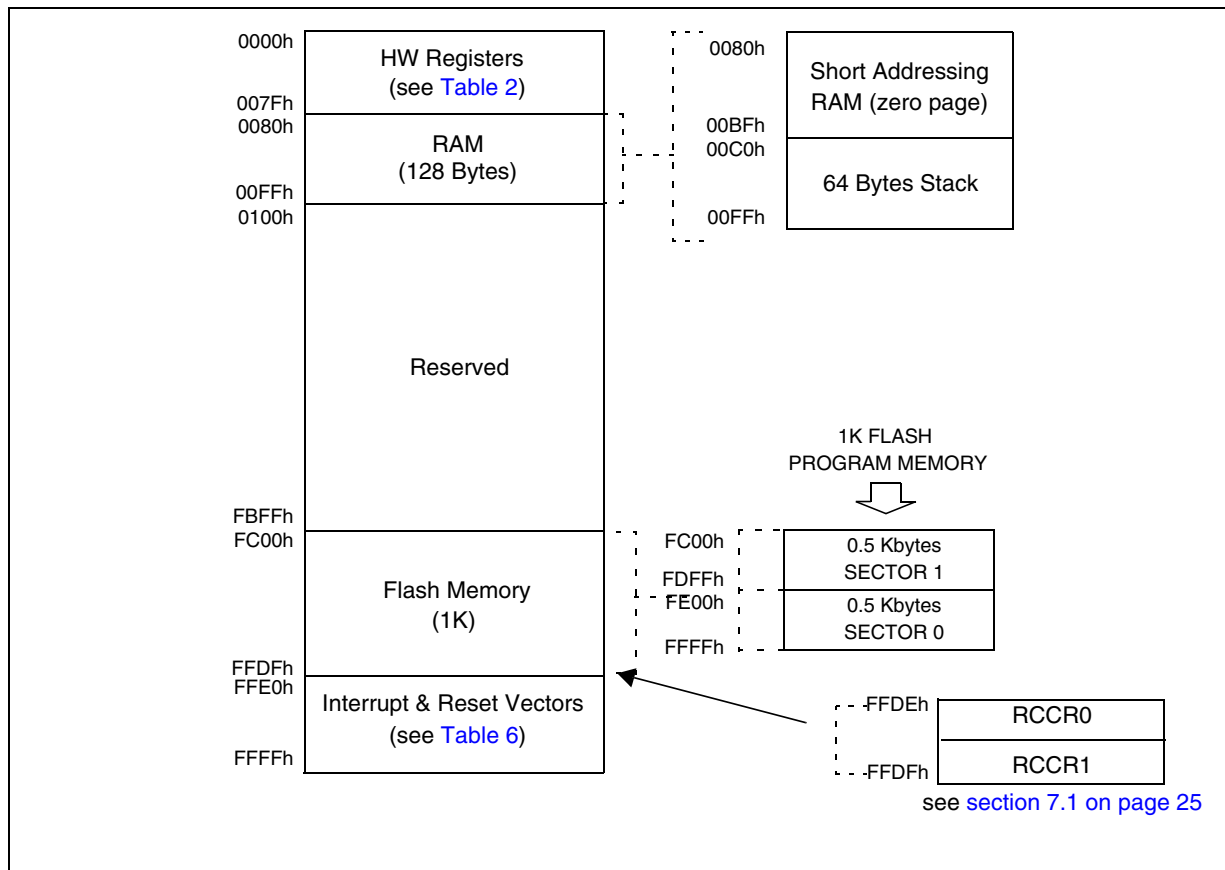 0000h
HW Registers
(see Table 2)
007Fh
0080h
RAM
(128 Bytes)
00FFh
0100h
Reserved
FBFFh
FC00h
Flash Memory
(1K)
FFDFh
FFE0h
Interrupt & Reset Vectors
(see Table 6)
FFFFh
0080h
Short Addressing
RAM (zero page)
00BFh
00C0h
64 Bytes Stack
00FFh
1K FLASH
PROGRAM MEMORY
FC00h
0.5 Kbytes
SECTOR 1
FDFFh
FE00h
0.5 Kbytes
SECTOR 0
FFFFh
FFDEh
RCCR0
RCCR1
FFDFh
see section 7.1 on page 25